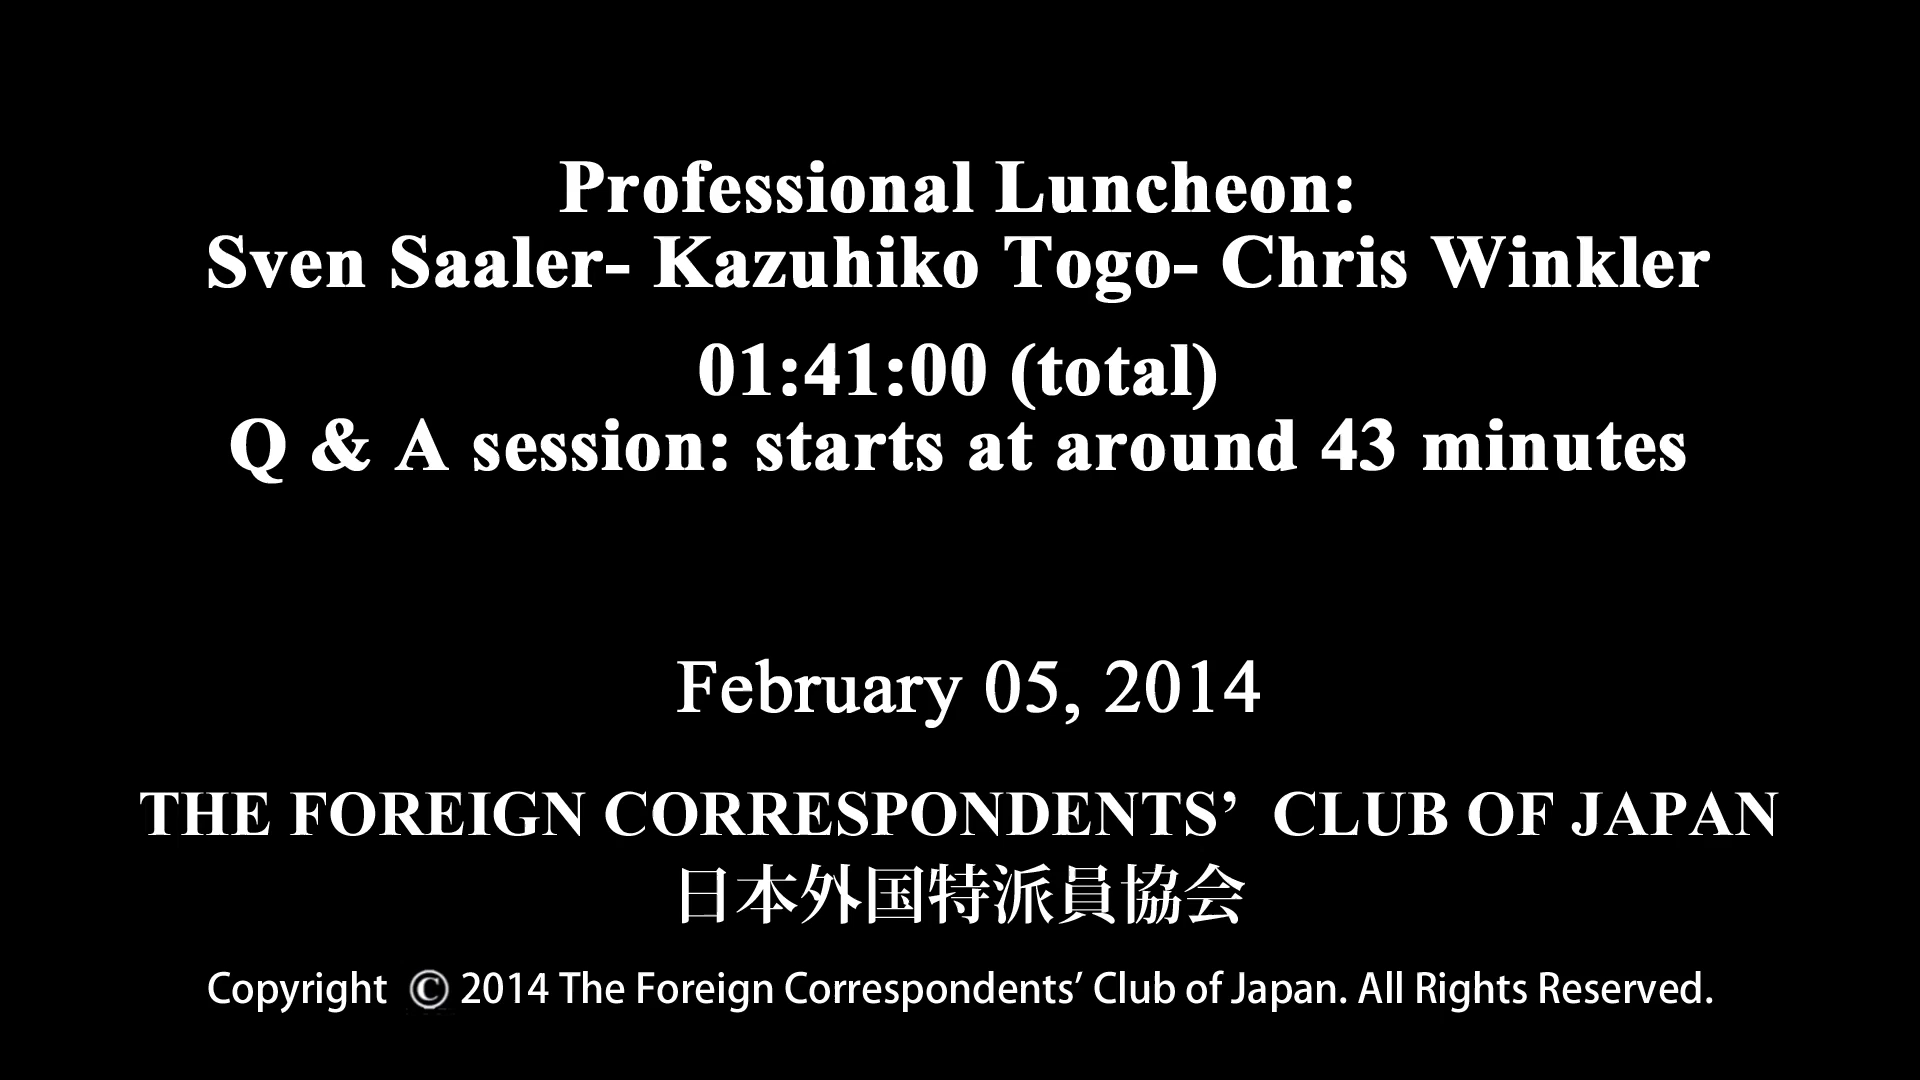 Professional Luncheon:
Sven Saaler- Kazuhiko Togo- Chris Winkler
01:41:00 (total)
Q & A session: starts at around 43 minutes
February 05, 2014
THE FOREIGN CORRESPONDENTS’ CLUB OF JAPAN
日本外国特派員協会
Copyright © 2014 The Foreign Correspondents’ Club of Japan. All Rights Reserved.